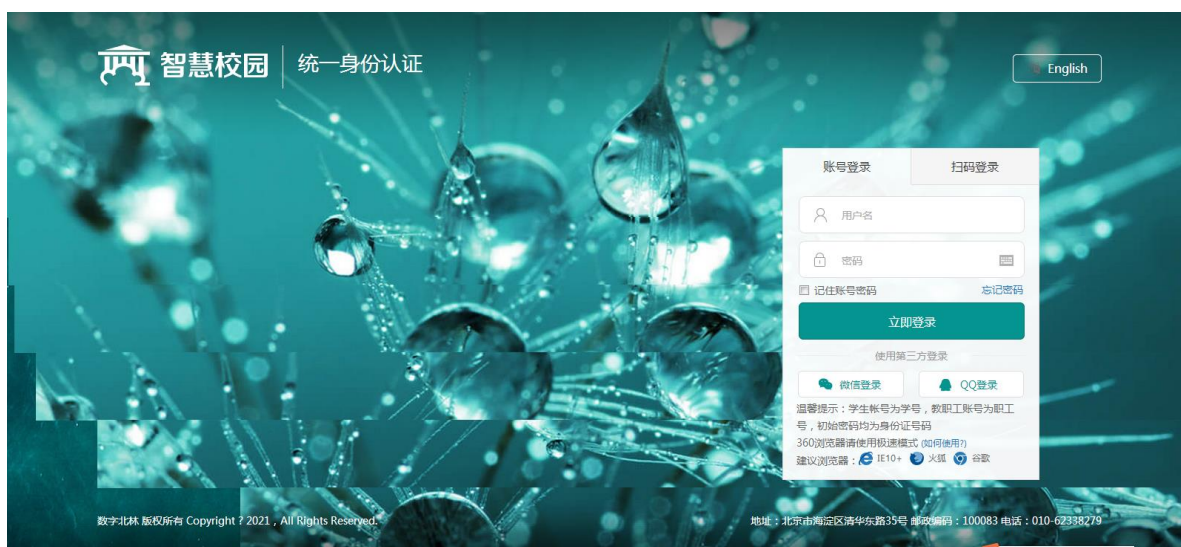 智慧校园 统一身份认证
English
账号登录 扫码登录
用户名
密码
记住账号密码 忘记密码
立即登录
使用第三方登录
微信登录 QQ登录
温馨提示：学生帐号为学号，教职工账号为职工
号，初始密码均为身份证号码
360浏览器请使用极速模式 (如何使用?)
建议浏览器： IE10+ 火狐 谷歌
数字北林 版权所有 Copyright ? 2021，All Rights Reserved.
地址：北京市海淀区清华东路35号 邮政编码：100083 电话：010-62338279